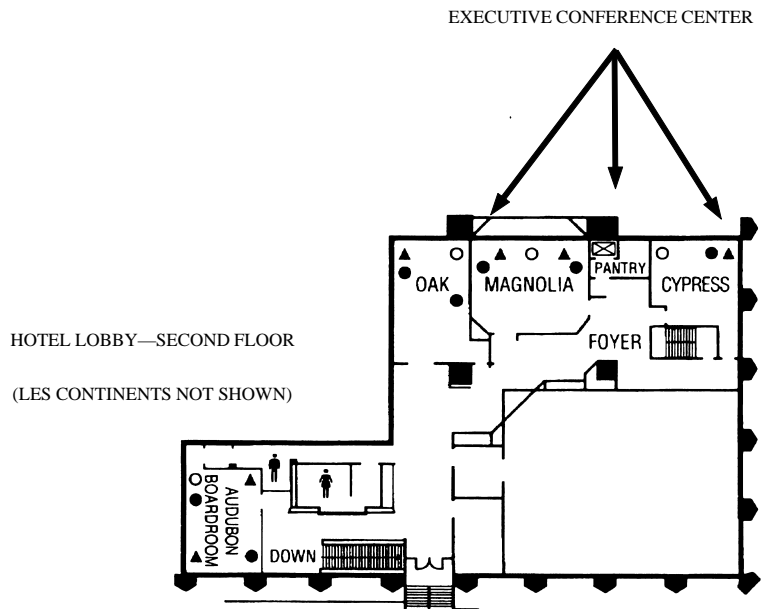 EXECUTIVE CONFERENCE CENTER
OAK
MAGNOLIA
PANTRY
CYPRESS
FOYER
HOTEL LOBBY—SECOND FLOOR
(LES CONTINENTS NOT SHOWN)
AUDUBON
BOARDROOM
DOWN